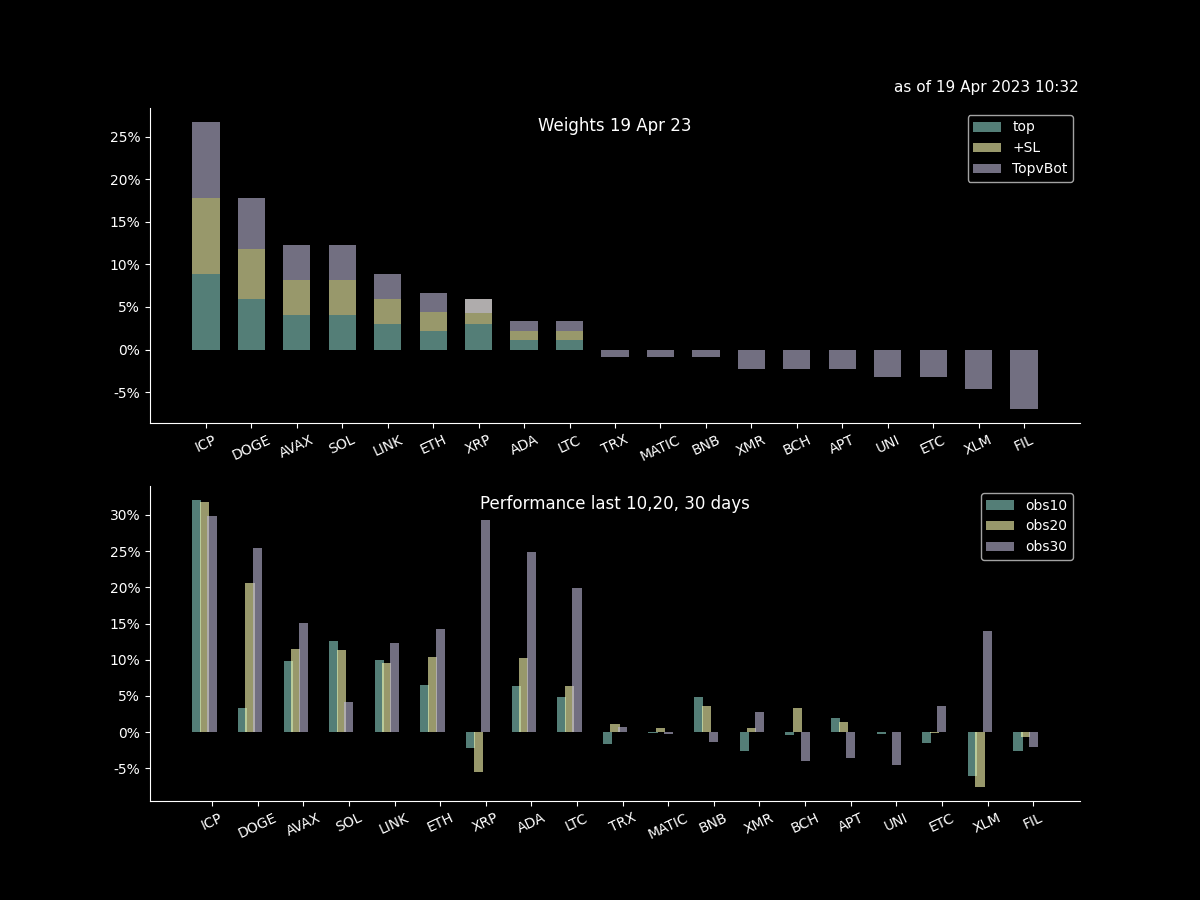 as of 19 Apr 2023 10:32
Weights 19 Apr 23
top
+SL
TopvBot
25%
20%
15%
10%
5%
0%
-5%
ICP DOGE AVAX SOL LINK ETH XRP ADA LTC TRX MATIC BNB XMR BCH APT UNI ETC XLM FIL
Performance last 10,20, 30 days
obs10
obs20
obs30
30%
25%
20%
15%
10%
5%
0%
-5%
ICP DOGE AVAX SOL LINK ETH XRP ADA LTC TRX MATIC BNB XMR BCH APT UNI ETC XLM FIL